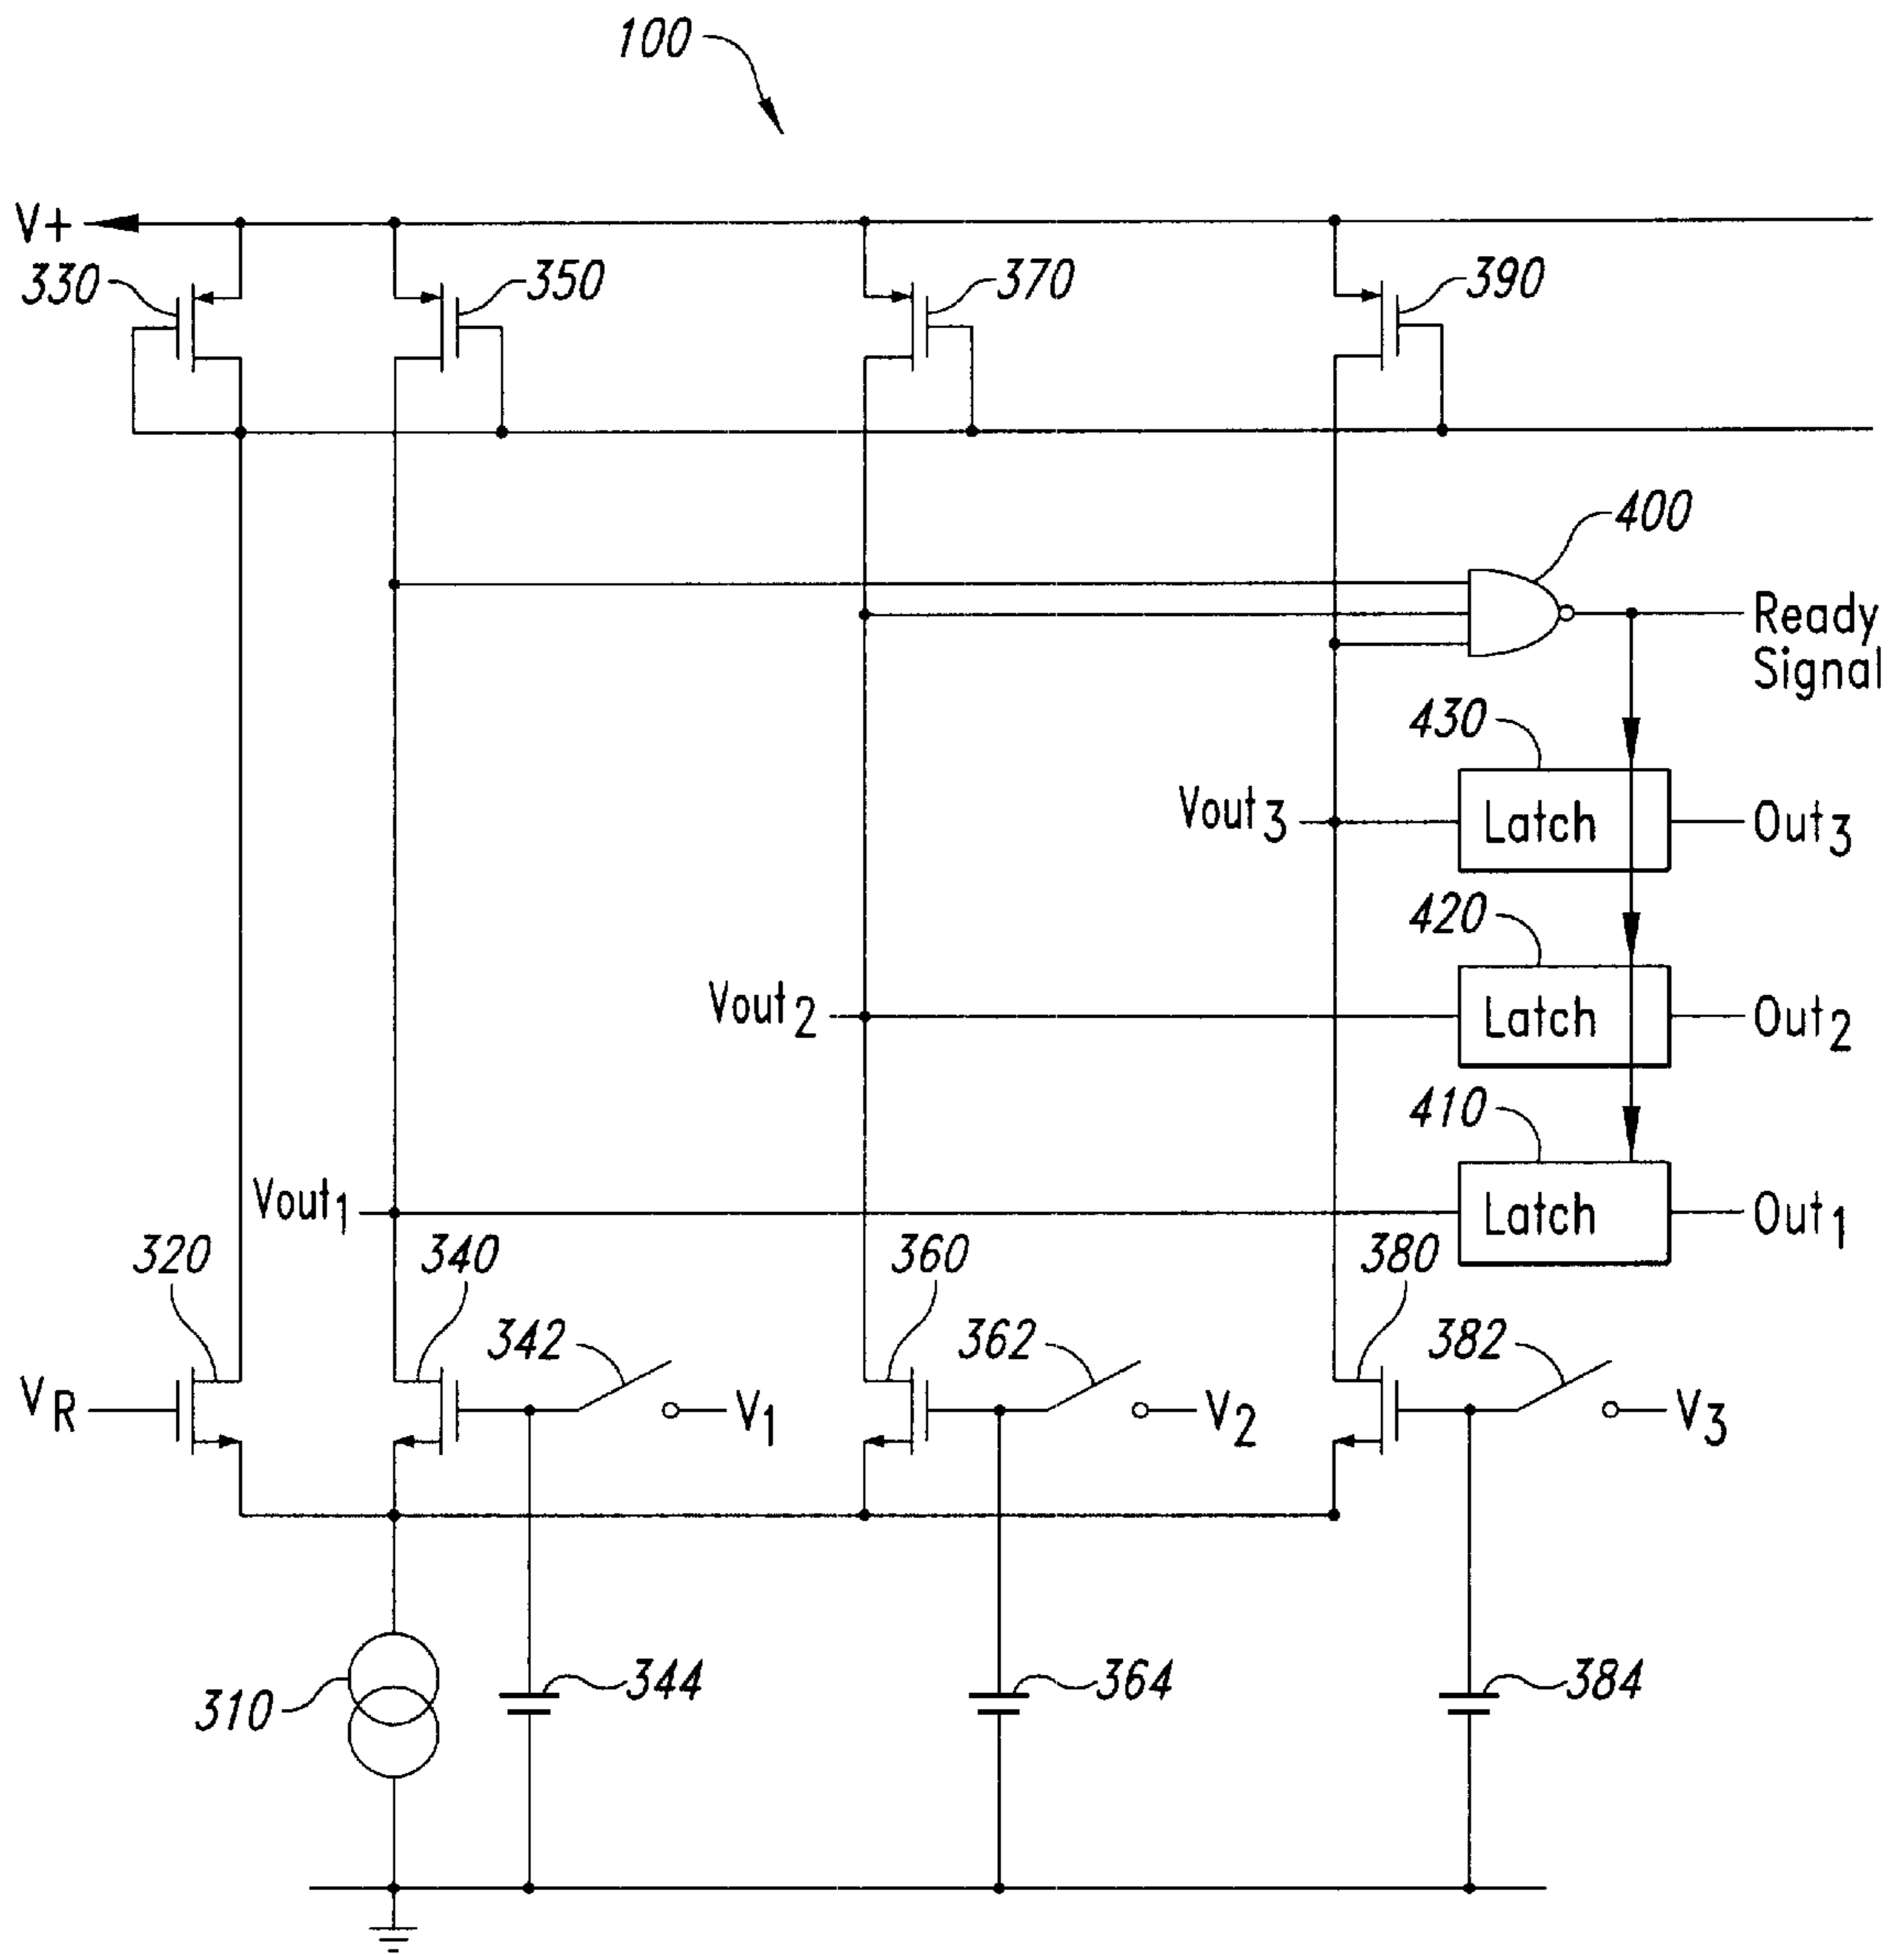 100
V+
330
350
370
390
400
Ready
Signal
430
Vout3
Latch
Out3
420
Vout2
Latch
Out2
410
Vout1
Latch
Out1
320
340
360
380
342
362
382
VR
V1
V2
V3
310
344
364
384